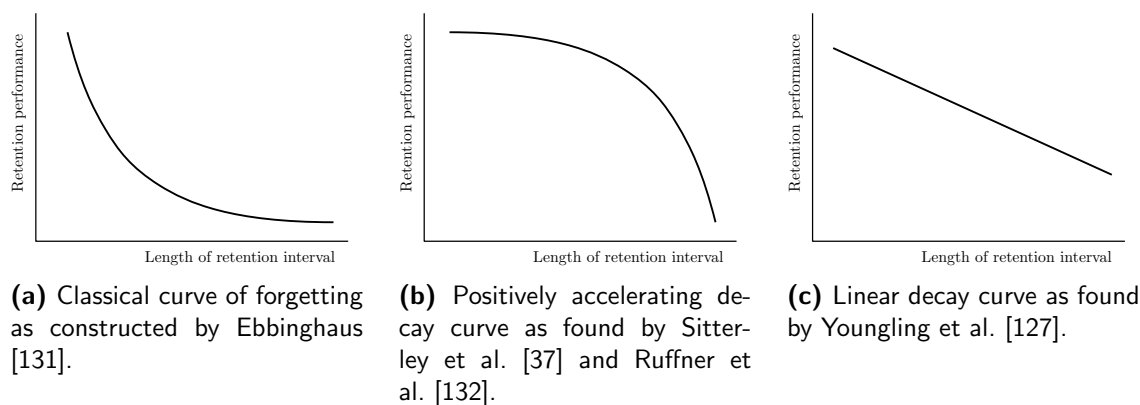 Retention performance
Length of retention interval
(a) Classical curve of forgetting
as constructed by Ebbinghaus
[131].
Retention performance
Length of retention interval
(b) Positively accelerating de-
cay curve as found by Sitter-
ley et al. [37] and Ruffner et
al. [132].
Retention performance
Length of retention interval
(c) Linear decay curve as found
by Youngling et al. [127].